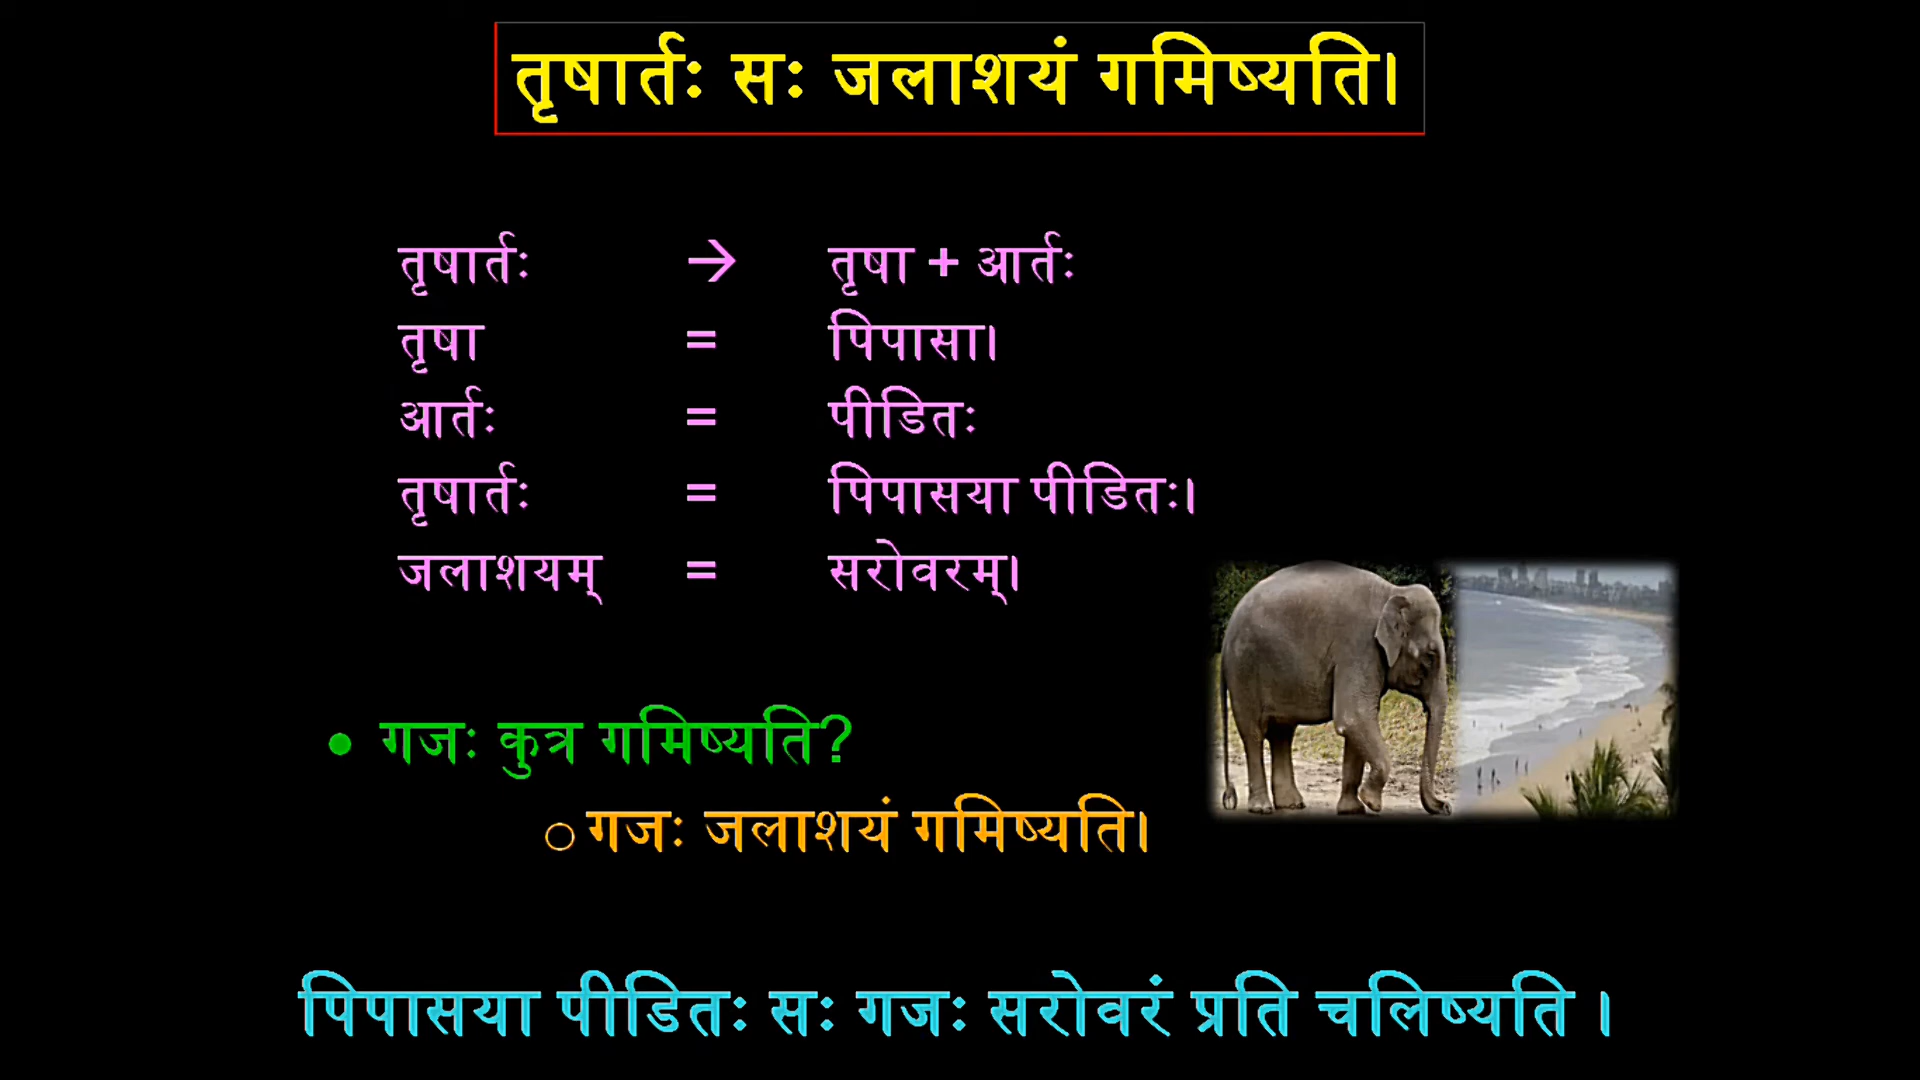 तृषार्तः सः जलाशयं गमिष्यति।
तृषार्तः → तृषा + आर्तः
तृषा = पिपासा।
आर्तः = पीडितः
तृषार्तः = पिपासया पीडितः।
जलाशयम् = सरोवरम्।
• गजः कुत्र गमिष्यति?
○ गजः जलाशयं गमिष्यति।
पिपासया पीडितः सः गजः सरोवरं प्रति चलिष्यति ।